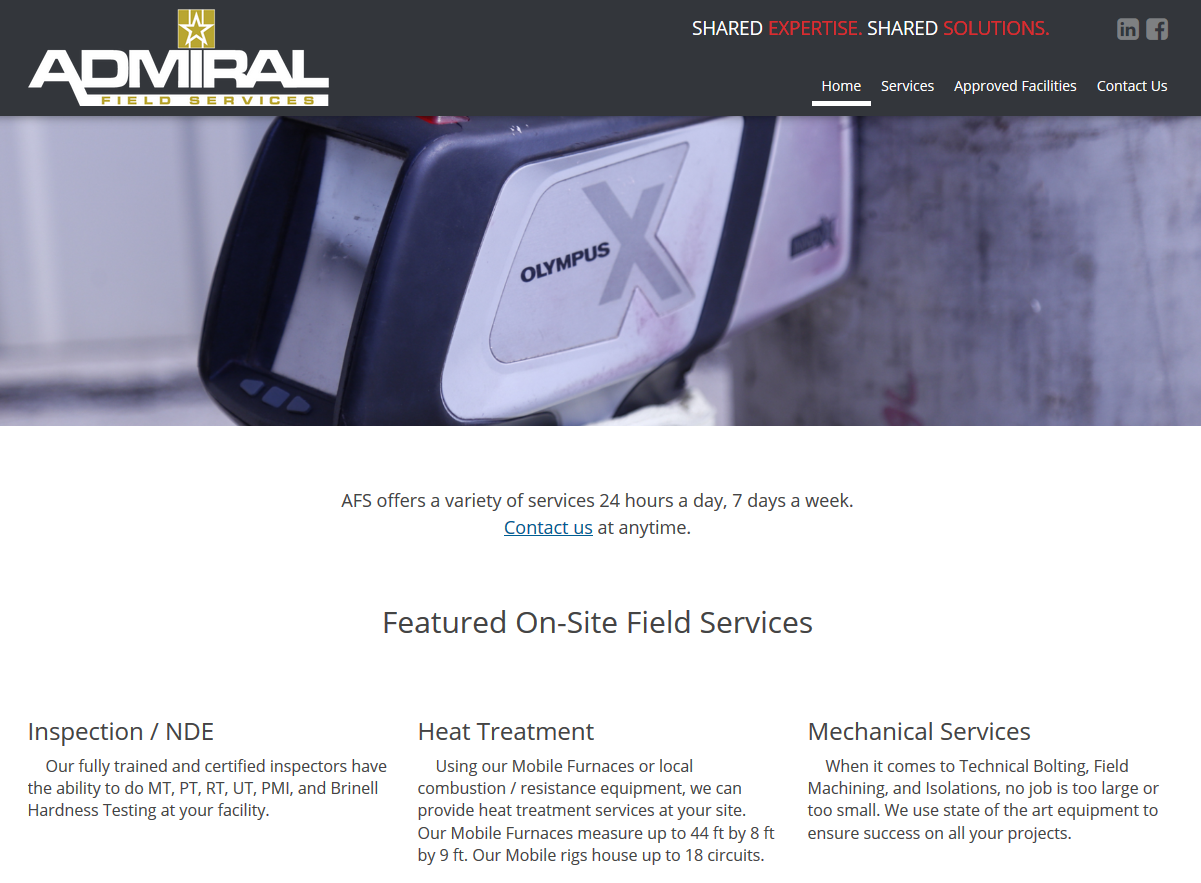 ADMIRAL
FIELD SERVICES
SHARED EXPERTISE. SHARED SOLUTIONS.
in f
Home Services Approved Facilities Contact Us
OLYMPUS X
AFS offers a variety of services 24 hours a day, 7 days a week.
Contact us at anytime.
Featured On-Site Field Services
Inspection / NDE
Our fully trained and certified inspectors have
the ability to do MT, PT, RT, UT, PMI, and Brinell
Hardness Testing at your facility.
Heat Treatment
Using our Mobile Furnaces or local
combustion / resistance equipment, we can
provide heat treatment services at your site.
Our Mobile Furnaces measure up to 44 ft by 8 ft
by 9 ft. Our Mobile rigs house up to 18 circuits.
Mechanical Services
When it comes to Technical Bolting, Field
Machining, and Isolations, no job is too large or
too small. We use state of the art equipment to
ensure success on all your projects.